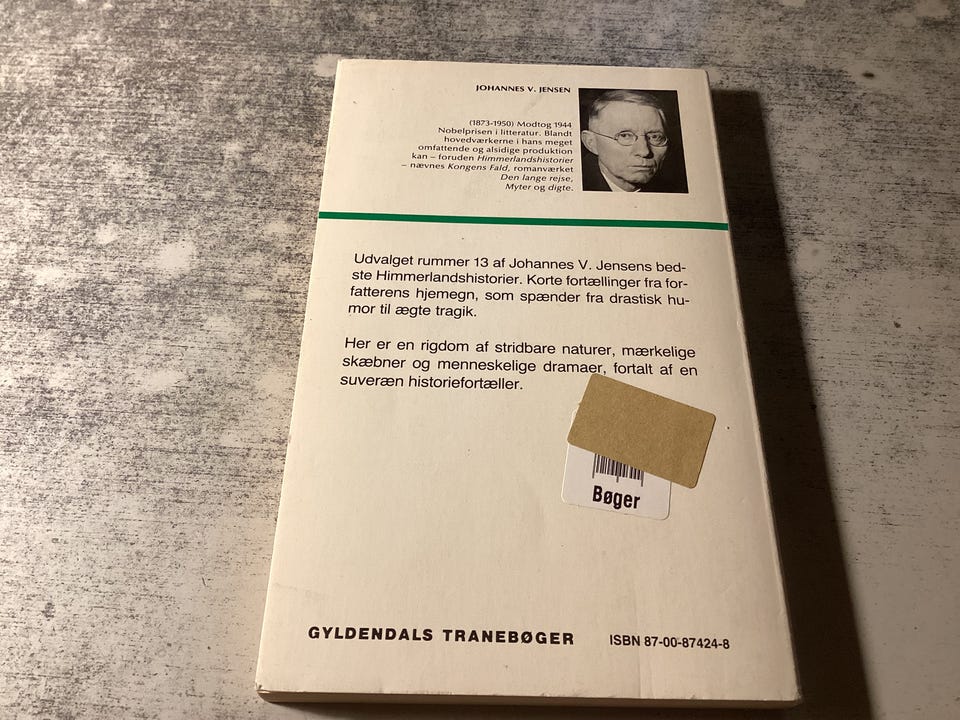 JOHANNES V. JENSEN
(1873-1950) Modtog 1944
Nobelprisen i litteratur. Blandt
hovedværkerne i hans meget
omfattende og alsidige produktion
kan – foruden Himmerlandshistorier
– nævnes Kongens Fald, romanværket
Den lange rejse,
Myter og digte.
Udvalget rummer 13 af Johannes V. Jensens bed-
ste Himmerlandshistorier. Korte fortællinger fra for-
fatterens hjemegn, som spænder fra drastisk hu-
mor til ægte tragik.
Her er en rigdom af stridbare naturer, mærkelige
skæbner og menneskelige dramaer, fortalt af en
suveræn historiefortæller.
Bøger
GYLDENDALS TRANEBØGER
ISBN 87-00-87424-8